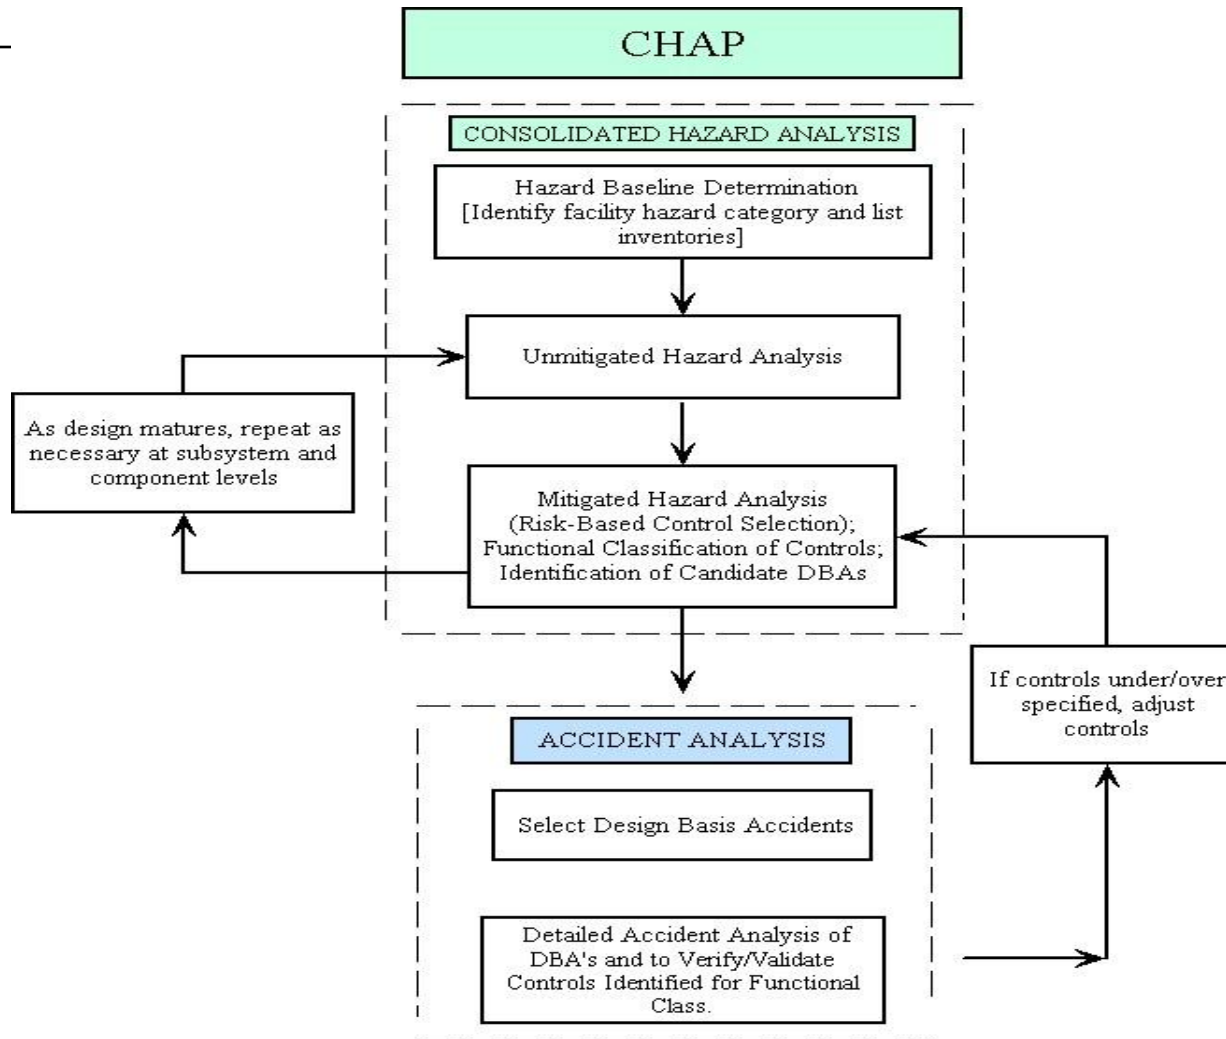 CHAP
CONSOLIDATED HAZARD ANALYSIS
Hazard Baseline Determination
[Identify facility hazard category and list
inventories]
Unmitigated Hazard Analysis
As design matures, repeat as
necessary at subsystem and
component levels
Mitigated Hazard Analysis
(Risk-Based Control Selection);
Functional Classification of Controls;
Identification of Candidate DBAs
If controls under/over
specified, adjust
controls
ACCIDENT ANALYSIS
Select Design Basis Accidents
Detailed Accident Analysis of
DBA's and to Verify/Validate
Controls Identified for Functional
Class.